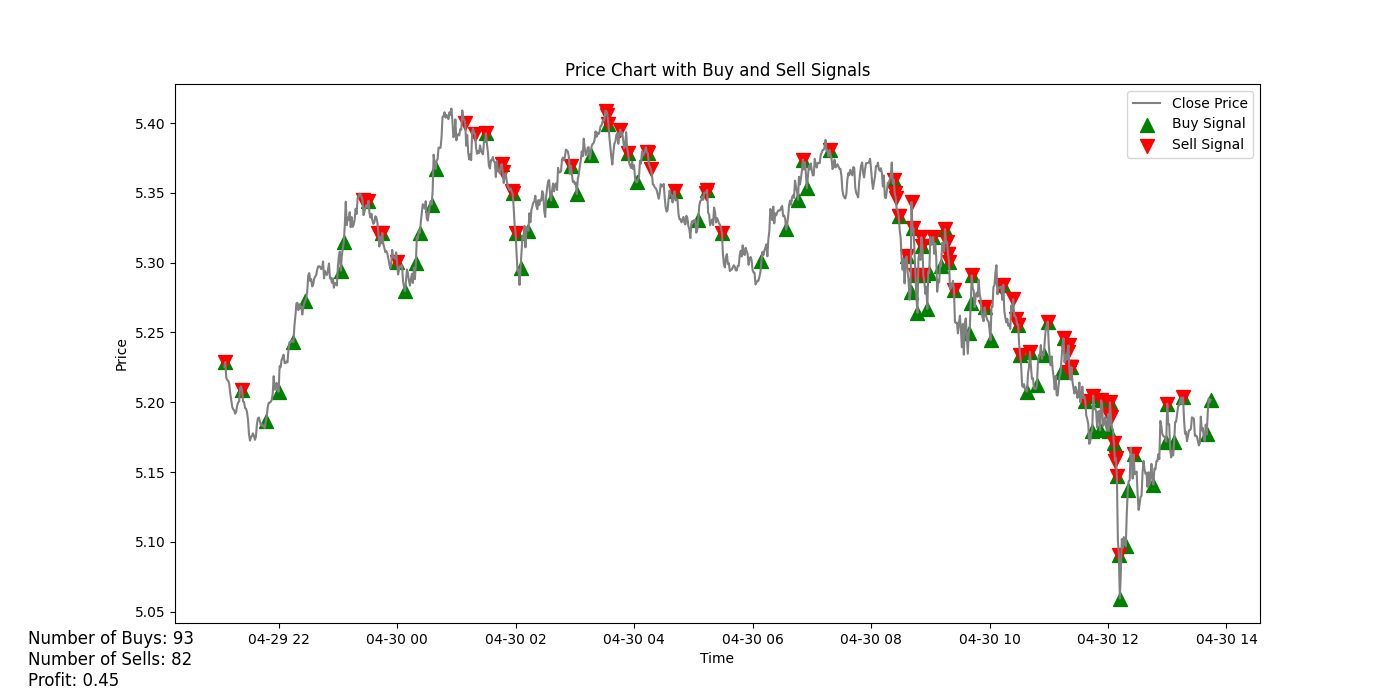 Price Chart with Buy and Sell Signals
Close Price
Buy Signal
Sell Signal
Price
5.40
5.35
5.30
5.25
5.20
5.15
5.10
5.05
04-29 22
04-30 00
04-30 02
04-30 04
04-30 06
04-30 08
04-30 10
04-30 12
04-30 14
Time
Number of Buys: 93
Number of Sells: 82
Profit: 0.45